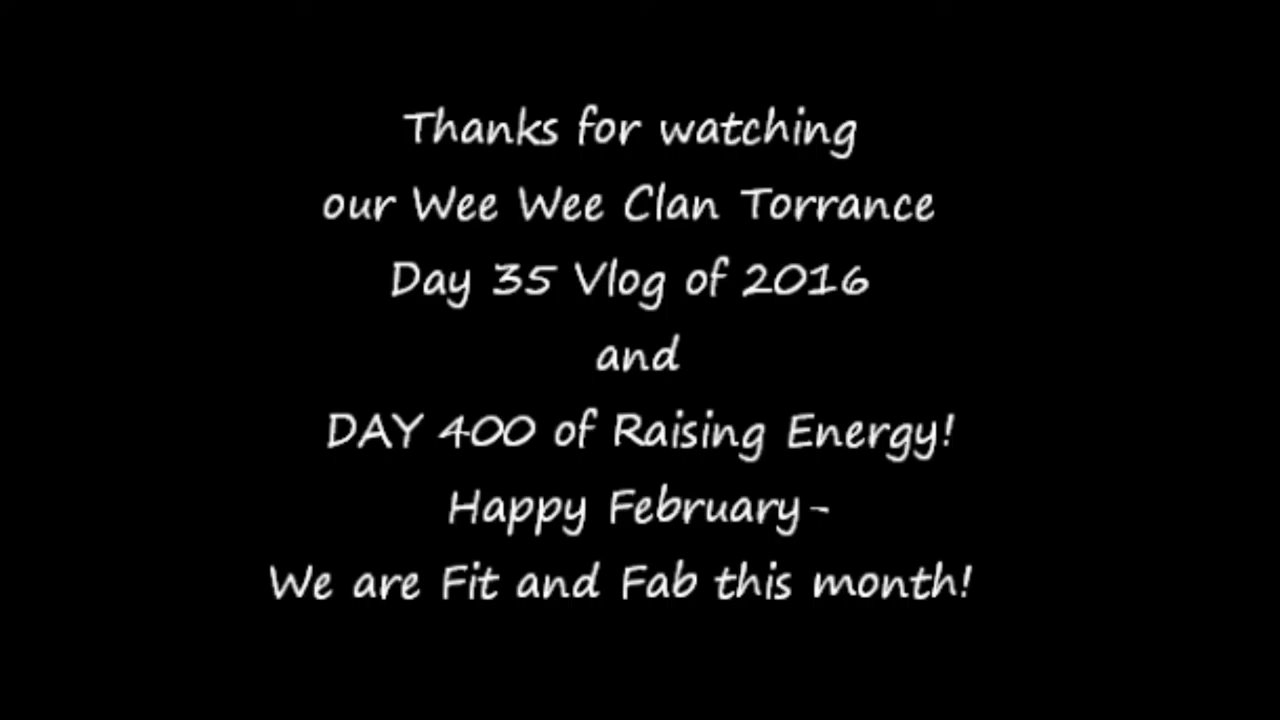 Thanks for watching
our Wee Wee Clan Torrance
Day 35 Vlog of 2016
and
DAY 400 of Raising Energy!
Happy February-
We are Fit and Fab this month!